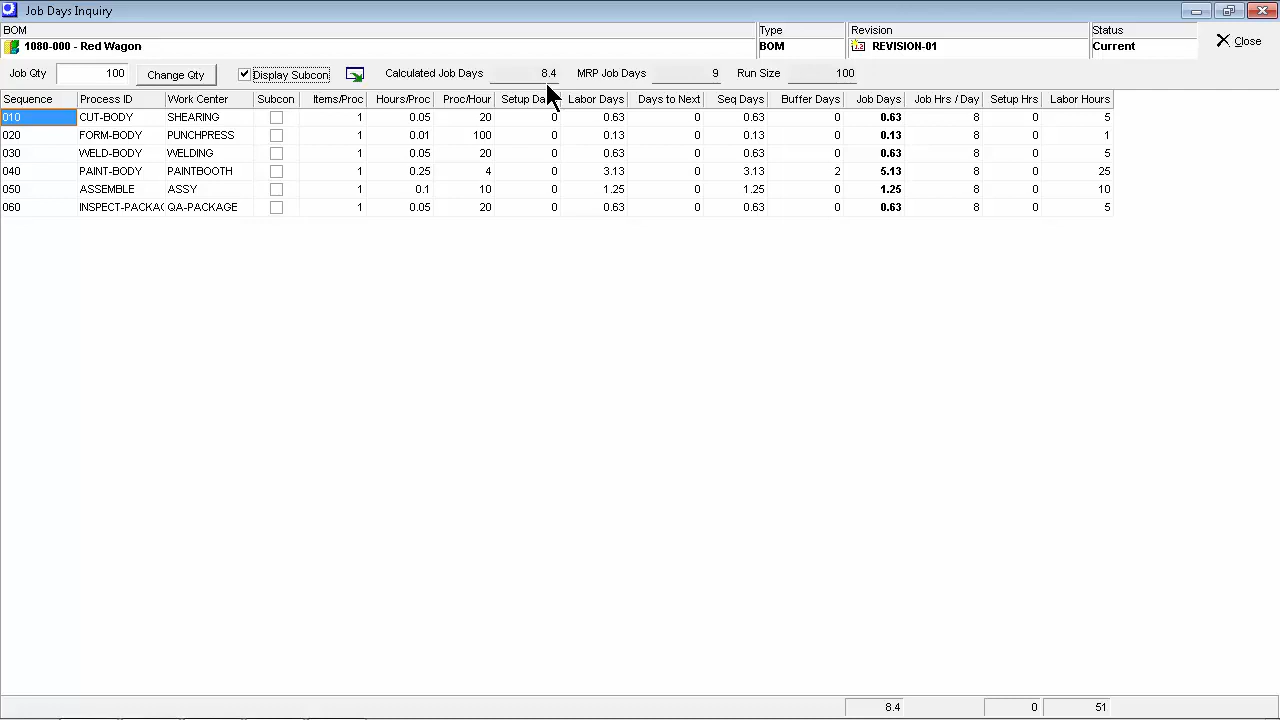 Job Days Inquiry
BOM Type Revision Status
1080-000 - Red Wagon BOM REVISION-01 Current Close
Job Qty 100 Change Qty Display Subcon Calculated Job Days 8.4 MRP Job Days 9 Run Size 100
Sequence Process ID Work Center Subcon Items/Proc Hours/Proc Proc/Hour Setup Da Labor Days Days to Next Seq Days Buffer Days Job Days Job Hrs / Day Setup Hrs Labor Hours
010 CUT-BODY SHEARING 1 0.05 20 0 0.63 0 0.63 0 0.63 8 0 5
020 FORM-BODY PUNCHPRESS 1 0.01 100 0 0.13 0 0.13 0 0.13 8 0 1
030 WELD-BODY WELDING 1 0.05 20 0 0.63 0 0.63 0 0.63 8 0 5
040 PAINT-BODY PAINTBOOTH 1 0.25 4 0 3.13 0 3.13 2 5.13 8 0 25
050 ASSEMBLE ASSY 1 0.1 10 0 1.25 0 1.25 0 1.25 8 0 10
060 INSPECT-PACKAG QA-PACKAGE 1 0.05 20 0 0.63 0 0.63 0 0.63 8 0 5
8.4 0 51